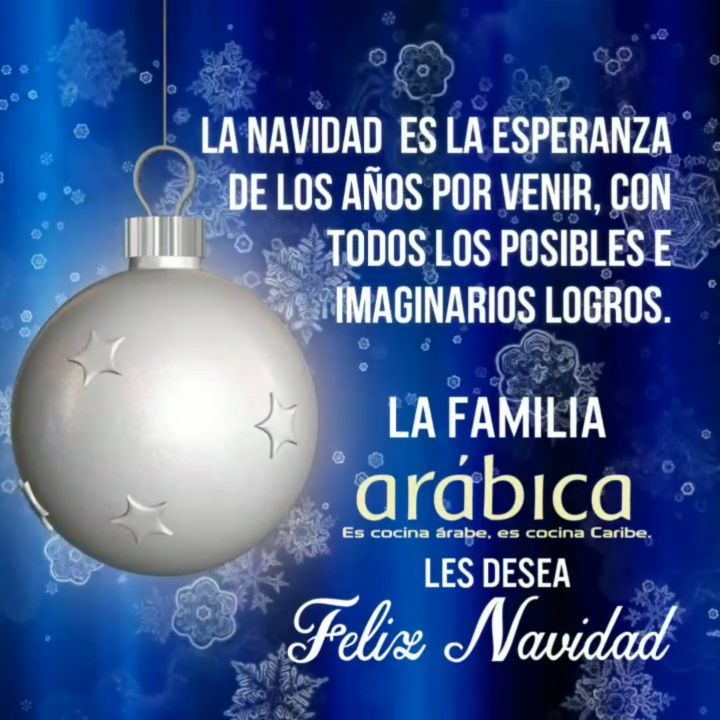 LA NAVIDAD ES LA ESPERANZA
DE LOS AÑOS POR VENIR, CON
TODOS LOS POSIBLES E
IMAGINARIOS LOGROS.
LA FAMILIA
arábica
Es cocina árabe, es cocina Caribe.
LES DESEA
Feliz Navidad